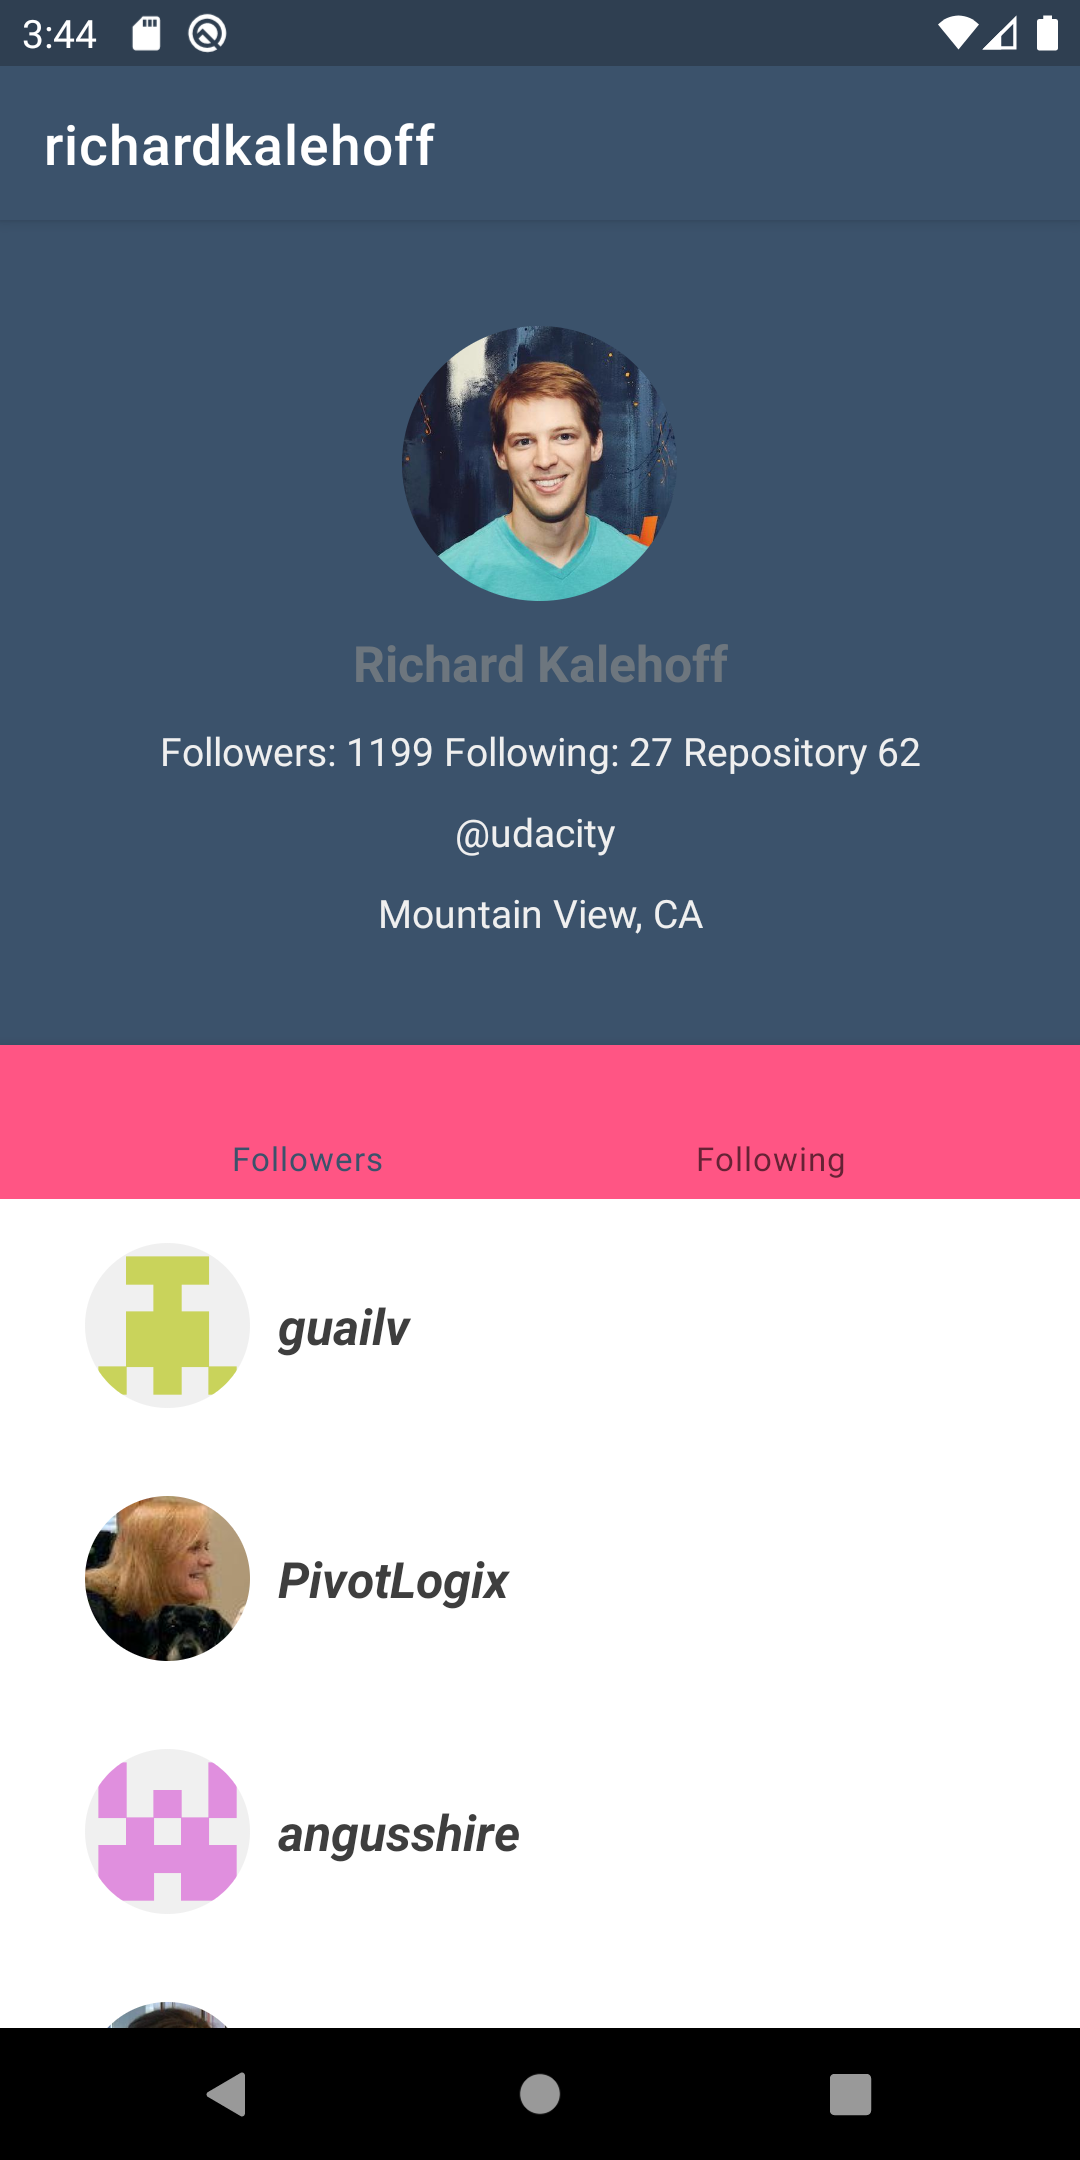 3:44
richardkalehoff
Richard Kalehoff
Followers: 1199 Following: 27 Repository 62
@udacity
Mountain View, CA
Followers Following
guailv
PivotLogix
angusshire